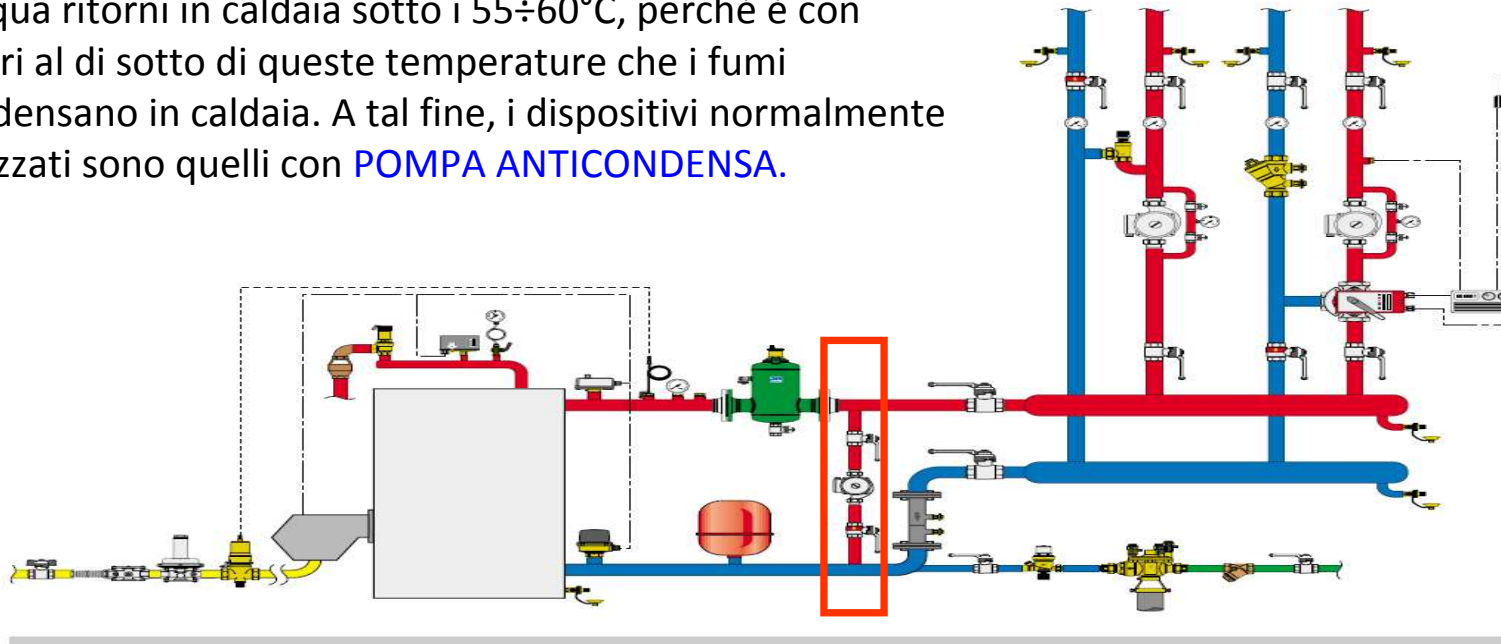 qua ritorni in caldaia sotto i 55÷60°C, perché è con
ri al di sotto di queste temperature che i fumi
densano in caldaia. A tal fine, i dispositivi normalmente
zzati sono quelli con POMPA ANTICONDENSA.